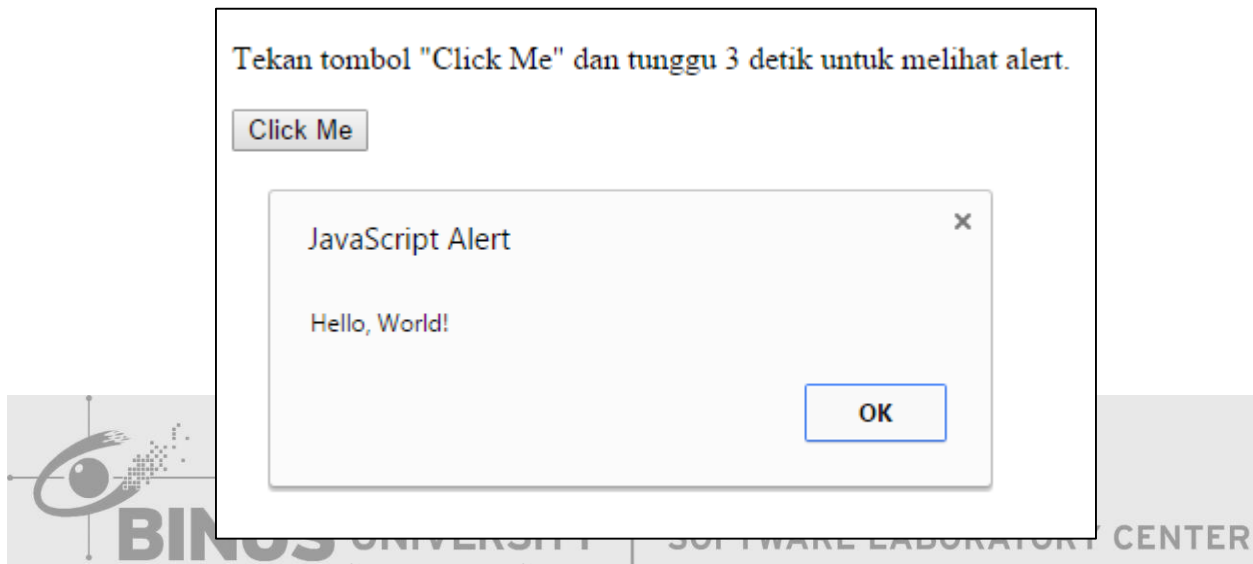 Tekan tombol "Click Me" dan tunggu 3 detik untuk melihat alert.
Click Me
JavaScript Alert
Hello, World!
OK
BINUS UNIVERSITY
SOFTWARE LABORATORY CENTER